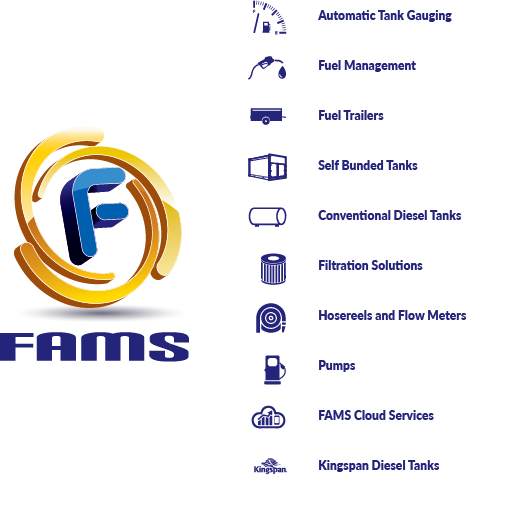 Automatic Tank Gauging
F
E
Fuel Management
Fuel Trailers
Self Bunded Tanks
Conventional Diesel Tanks
Filtration Solutions
Hosereels and Flow Meters
F
FAMS
Pumps
FAMS Cloud Services
Kingspan.
Kingspan Diesel Tanks